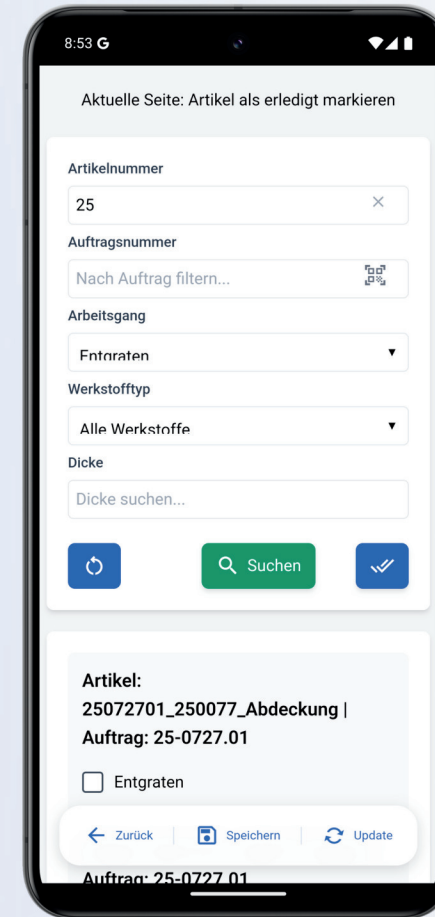 8:53 G
Aktuelle Seite: Artikel als erledigt markieren
Artikelnummer
25
Auftragsnummer
Nach Auftrag filtern...
Arbeitsgang
Entgraten
Werkstofftyp
Alle Werkstoffe
Dicke
Dicke suchen...
Suchen
Artikel:
25072701_250077_Abdeckung |
Auftrag: 25-0727.01
Entgraten
Zurück Speichern Update
Auftrag: 25-0727.01